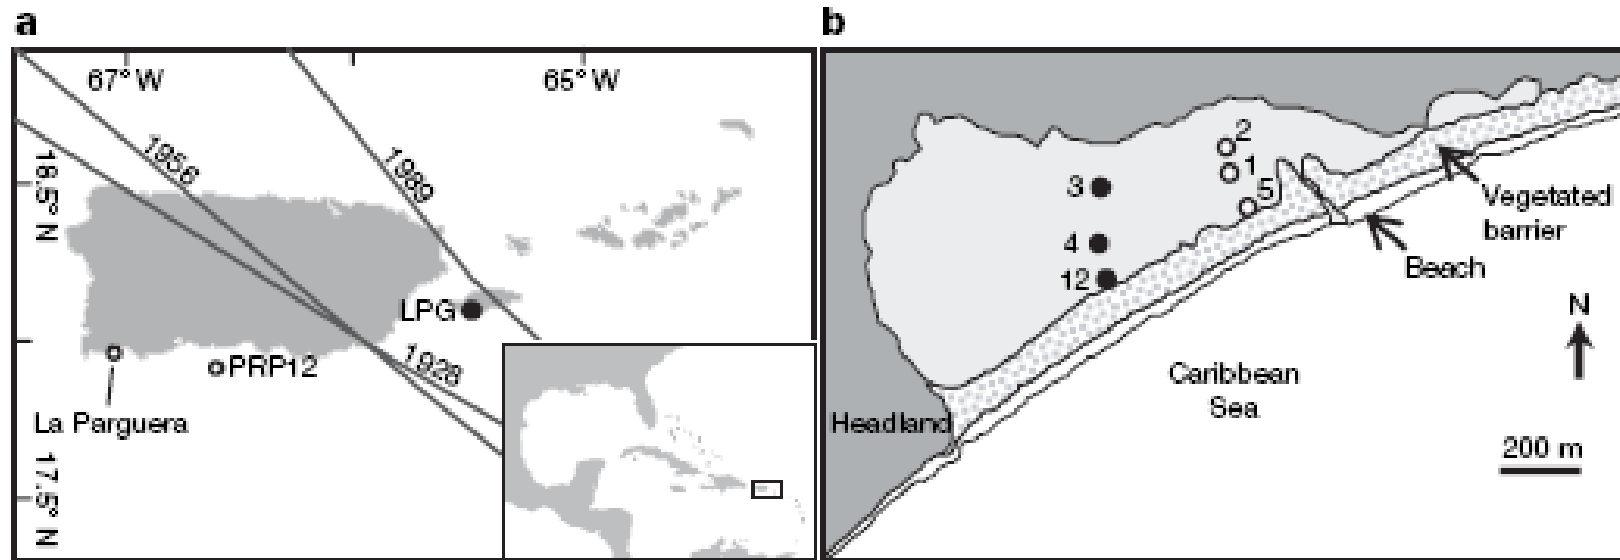 a
67° W
65° W
18.5° N
1956
1989
LPG
PRP12
1928
La Parguera
17.5° N
b
2
1
3
5
Vegetated
barrier
4
Beach
12
N
Caribbean
Sea
Headland
200 m